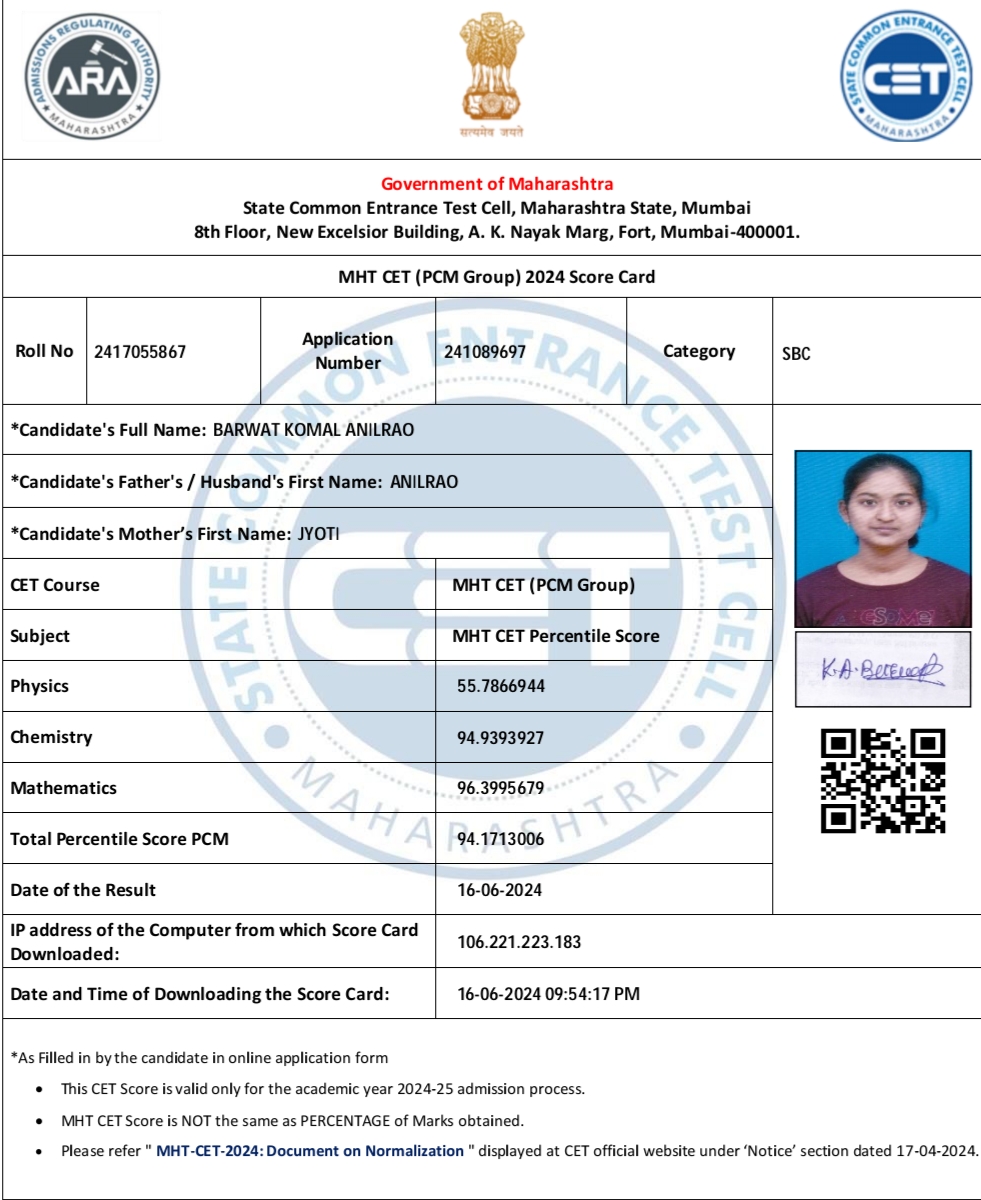 ADMISSIONS REGULATING AUTHORITY
ARA
MAHARASHTRA
सत्यमेव जयते
STATE COMMON ENTRANCE TEST CELL
CET
MAHARASHTRA
Government of Maharashtra
State Common Entrance Test Cell, Maharashtra State, Mumbai
8th Floor, New Excelsior Building, A. K. Nayak Marg, Fort, Mumbai-400001.
MHT CET (PCM Group) 2024 Score Card
Roll No 2417055867 Application Number 241089697 Category SBC
*Candidate's Full Name: BARWAT KOMAL ANILRAO
*Candidate's Father's / Husband's First Name: ANILRAO
*Candidate's Mother’s First Name: JYOTI
CET Course MHT CET (PCM Group)
Subject MHT CET Percentile Score
Physics 55.7866944
Chemistry 94.9393927
Mathematics 96.3995679
Total Percentile Score PCM 94.1713006
Date of the Result 16-06-2024
IP address of the Computer from which Score Card
Downloaded: 106.221.223.183
Date and Time of Downloading the Score Card: 16-06-2024 09:54:17 PM
STATE COMMON ENTRANCE TEST CELL
CET
MAHARASHTRA
K.A.
*As Filled in by the candidate in online application form
• This CET Score is valid only for the academic year 2024-25 admission process.
• MHT CET Score is NOT the same as PERCENTAGE of Marks obtained.
• Please refer " MHT-CET-2024: Document on Normalization " displayed at CET official website under ‘Notice’ section dated 17-04-2024.